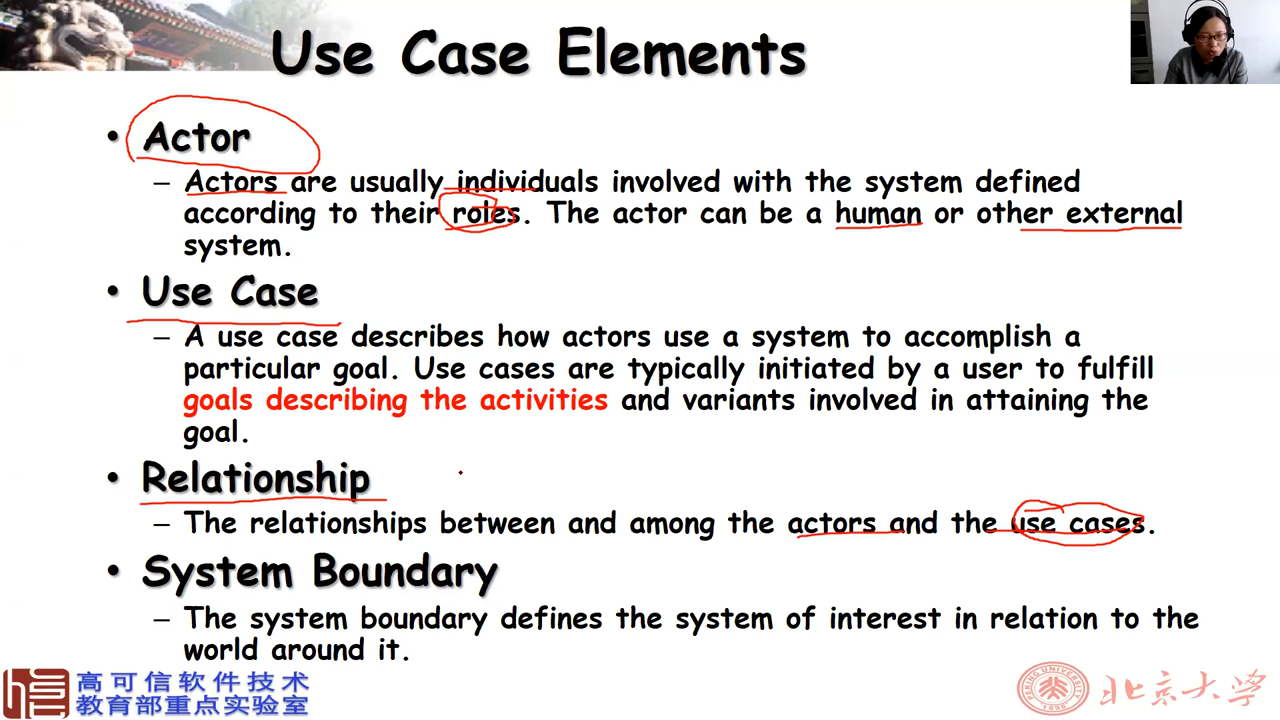 Use Case Elements
• Actor
– Actors are usually individuals involved with the system defined
according to their roles. The actor can be a human or other external
system.
• Use Case
– A use case describes how actors use a system to accomplish a
particular goal. Use cases are typically initiated by a user to fulfill
goals describing the activities and variants involved in attaining the
goal.
• Relationship
– The relationships between and among the actors and the use cases.
• System Boundary
– The system boundary defines the system of interest in relation to the
world around it.
高可信软件技术
教育部重点实验室
PEKING UNIVERSITY
1898
北京大学